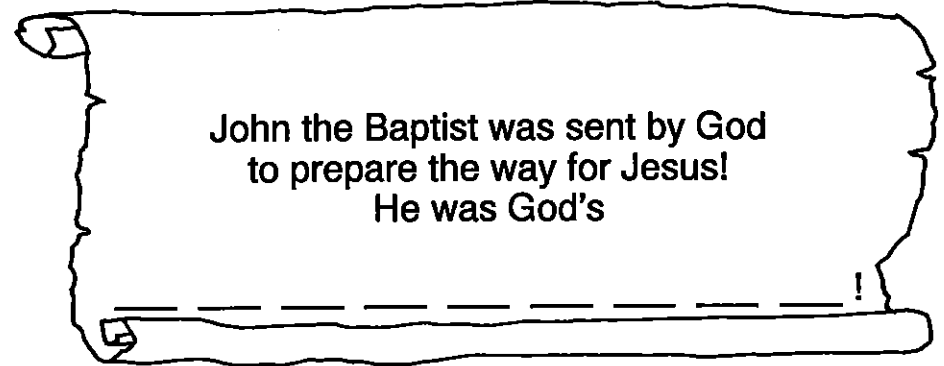 John the Baptist was sent by God
to prepare the way for Jesus!
He was God's
_ _ _ _ _ _ _ _ _ !